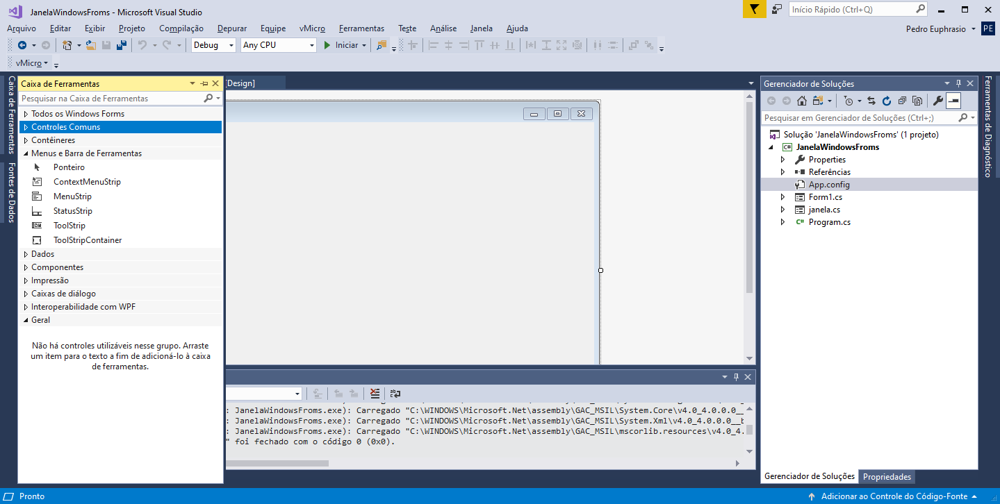 JanelaWindowsFroms - Microsoft Visual Studio
Início Rápido (Ctrl+Q)
Arquivo Editar Exibir Projeto Compilação Depurar Equipe vMicro Ferramentas Teste Análise Janela Ajuda
Pedro Euphrasio PE
Debug Any CPU Iniciar
vMicro
Caixa de Ferramentas
Fontes de Dados
Caixa de Ferramentas
Pesquisar na Caixa de Ferramentas
Todos os Windows Forms
Controles Comuns
Contêineres
Menus e Barra de Ferramentas
Ponteiro
ContextMenuStrip
MenuStrip
StatusStrip
ToolStrip
ToolStripContainer
Dados
Componentes
Impressão
Caixas de diálogo
Interoperabilidade com WPF
Geral
Não há controles utilizáveis nesse grupo. Arraste
um item para o texto a fim de adicioná-lo à caixa
de ferramentas.
[Design]
: JanelaWindowsFroms.exe): Carregado "C:\WINDOWS\Microsoft.Net\assembly\GAC_MSIL\System.Core\v4.0_4.0.0.0__
: JanelaWindowsFroms.exe): Carregado "C:\WINDOWS\Microsoft.Net\assembly\GAC_MSIL\System.Xml\v4.0_4.0.0.0__b
: JanelaWindowsFroms.exe): Carregado "C:\WINDOWS\Microsoft.Net\assembly\GAC_MSIL\mscorlib.resources\v4.0_4.
" foi fechado com o código 0 (0x0).
Gerenciador de Soluções
Pesquisar em Gerenciador de Soluções (Ctrl+;)
Solução 'JanelaWindowsFroms' (1 projeto)
C# JanelaWindowsFroms
Properties
Referências
App.config
Form1.cs
janela.cs
C# Program.cs
Gerenciador de Soluções Propriedades
Ferramentas de Diagnóstico
Pronto
Adicionar ao Controle do Código-Fonte